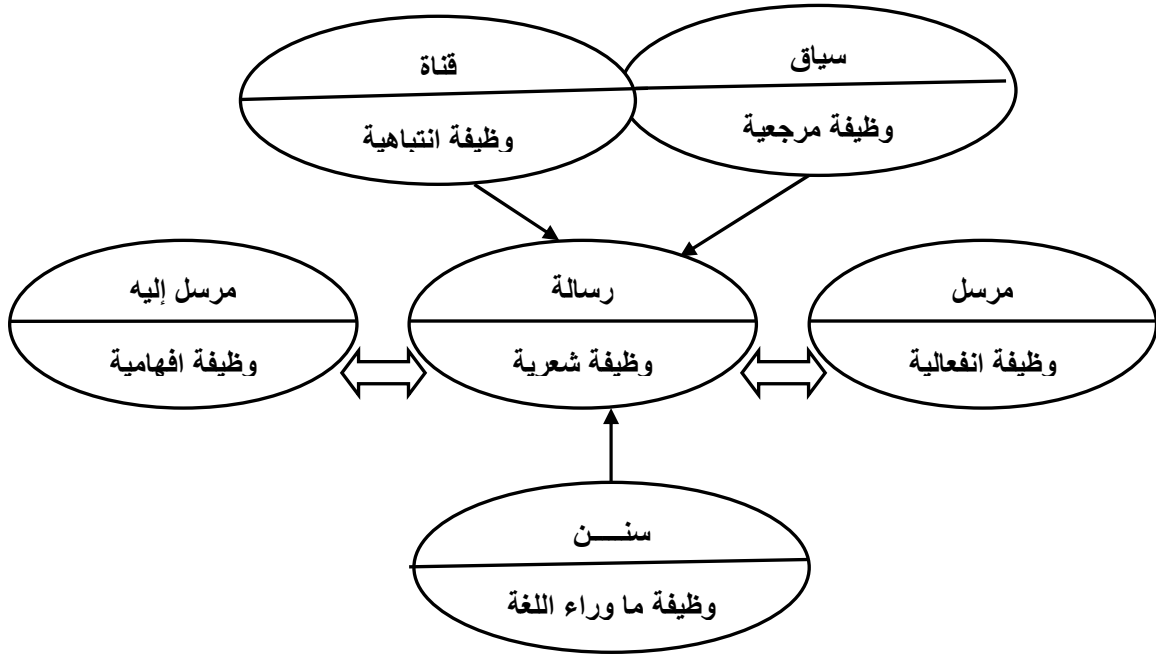 سياق
وظيفة مرجعية
قناة
وظيفة انتباهية
مرسل
وظيفة انفعالية
رسالة
وظيفة شعرية
مرسل إليه
وظيفة افهامية
سنـــن
وظيفة ما وراء اللغة